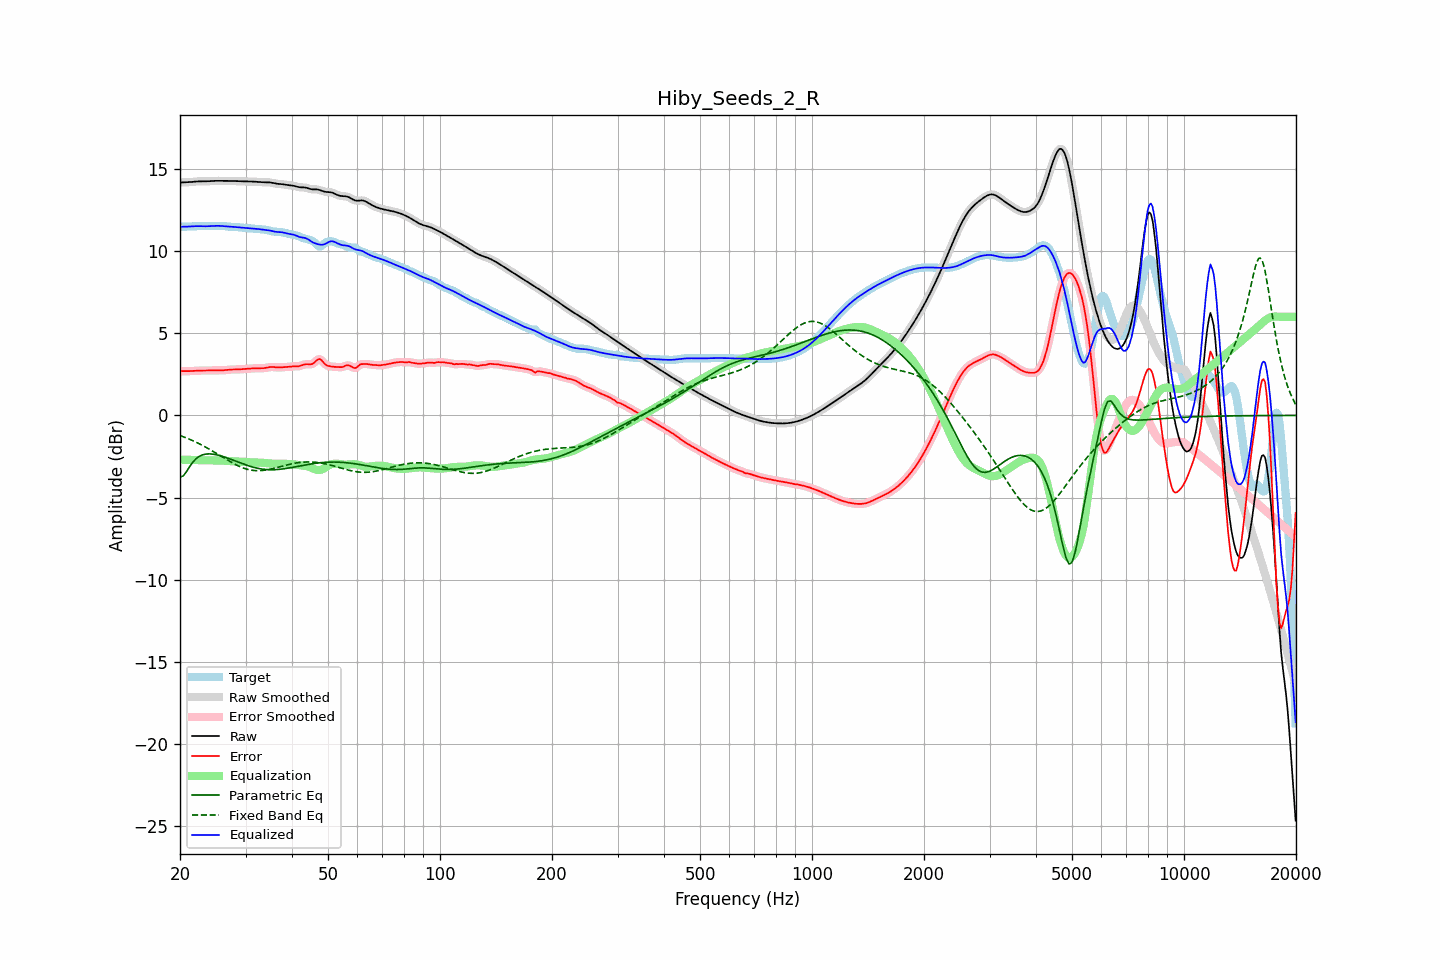 Hiby_Seeds_2_R
15
10
5
0
−5
−10
−15
−20
−25
Amplitude (dBr)
Target
Raw Smoothed
Error Smoothed
Raw
Error
Equalization
Parametric Eq
Fixed Band Eq
Equalized
20 50 100 200 500 1000 2000 5000 10000 20000
Frequency (Hz)